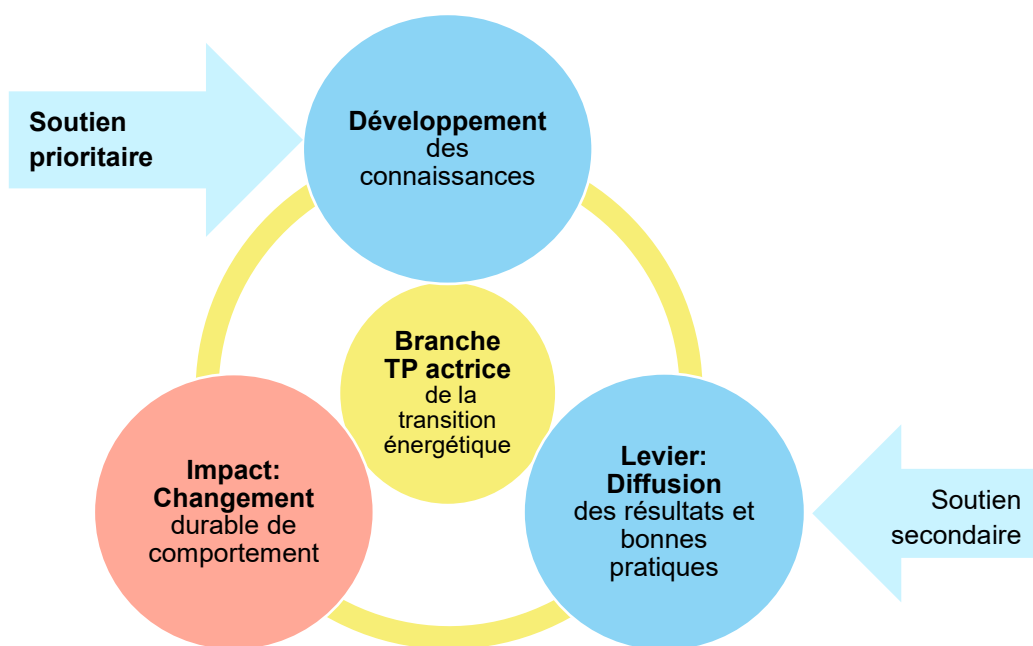 Soutien
prioritaire
Développement
des
connaissances
Branche
TP actrice
de la
transition
énergétique
Impact:
Changement
durable de
comportement
Levier:
Diffusion
des résultats et
bonnes
pratiques
Soutien
secondaire